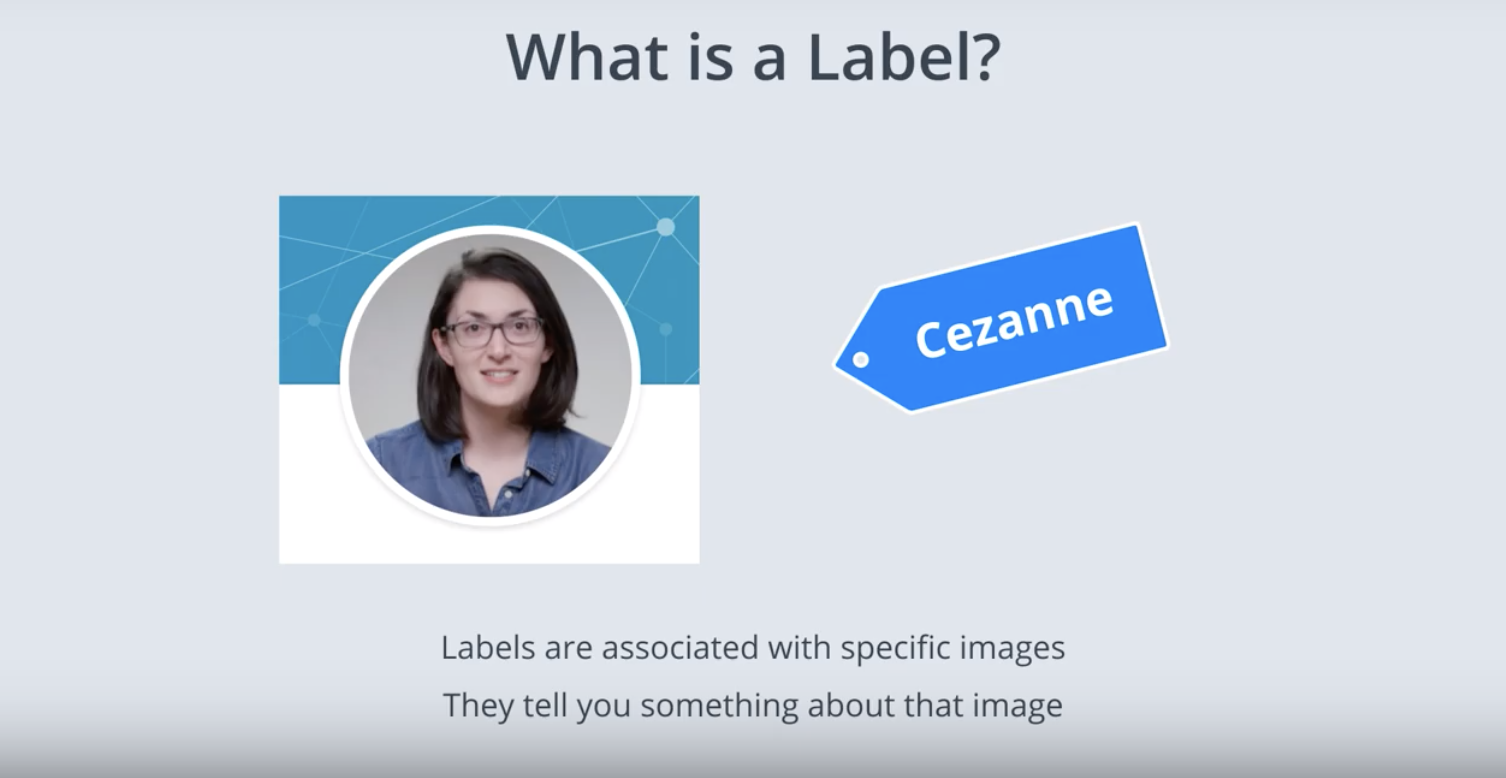 What is a Label?
Cezanne
Labels are associated with specific images
They tell you something about that image